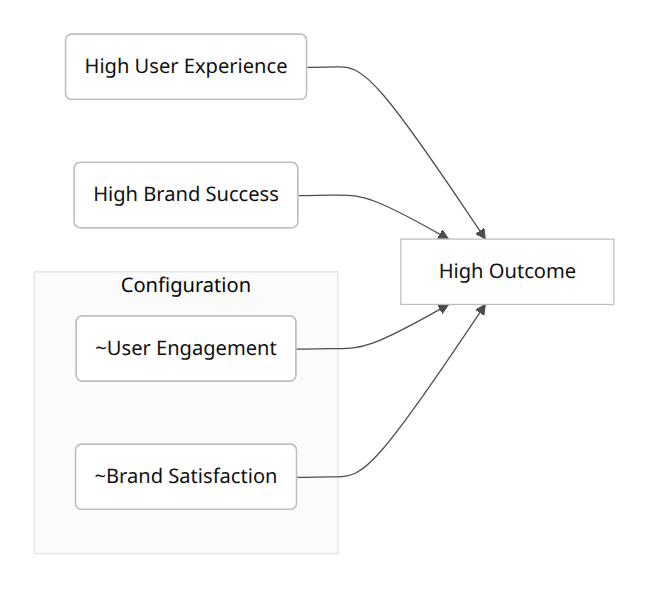 High User Experience
High Brand Success
High Outcome
Configuration
~User Engagement
~Brand Satisfaction